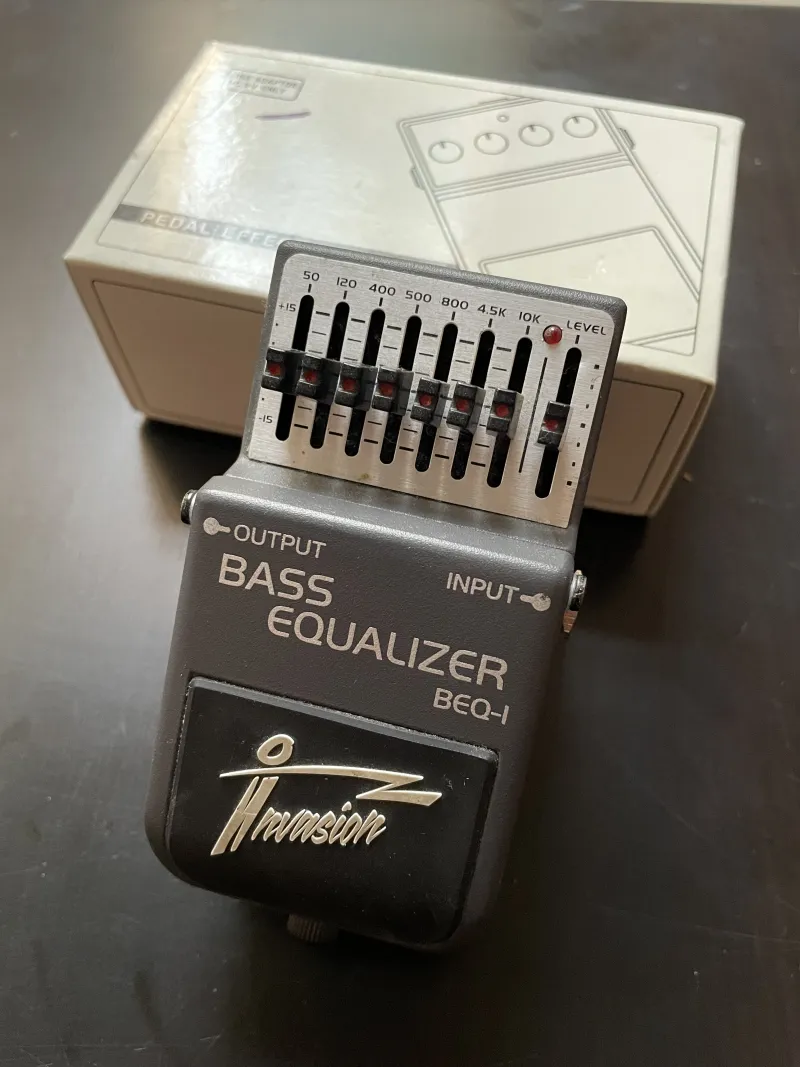 PEDAL EFFE
50 120 400 500 800 4.5K 10K LEVEL
+15
-15
OUTPUT
INPUT
BASS
EQUALIZER
BEQ-1
Invasion